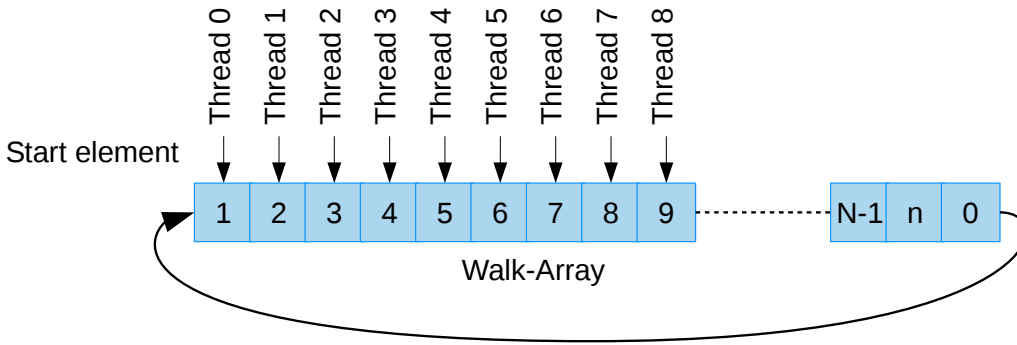 Thread 0
Thread 1
Thread 2
Thread 3
Thread 4
Thread 5
Thread 6
Thread 7
Thread 8
Start element
1 2 3 4 5 6 7 8 9 N-1 n 0
Walk-Array